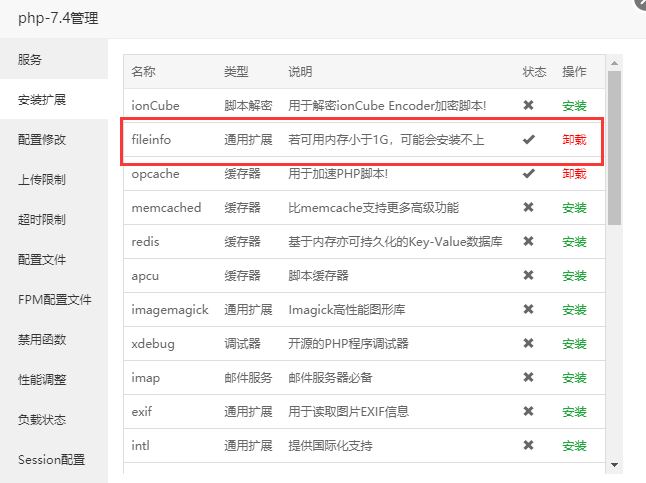 php-7.4管理
服务
安装扩展
配置修改
上传限制
超时限制
配置文件
FPM配置文件
禁用函数
性能调整
负载状态
Session配置
名称 类型 说明 状态 操作
ionCube 脚本解密 用于解密ionCube Encoder加密脚本! ✖ 安装
fileinfo 通用扩展 若可用内存小于1G，可能会安装不上 ✔ 卸载
opcache 缓存器 用于加速PHP脚本! ✔ 卸载
memcached 缓存器 比memcache支持更多高级功能 ✖ 安装
redis 缓存器 基于内存亦可持久化的Key-Value数据库 ✖ 安装
apcu 缓存器 脚本缓存器 ✖ 安装
imagemagick 通用扩展 Imagick高性能图形库 ✖ 安装
xdebug 调试器 开源的PHP程序调试器 ✖ 安装
imap 邮件服务 邮件服务器必备 ✖ 安装
exif 通用扩展 用于读取图片EXIF信息 ✖ 安装
intl 通用扩展 提供国际化支持 ✖ 安装